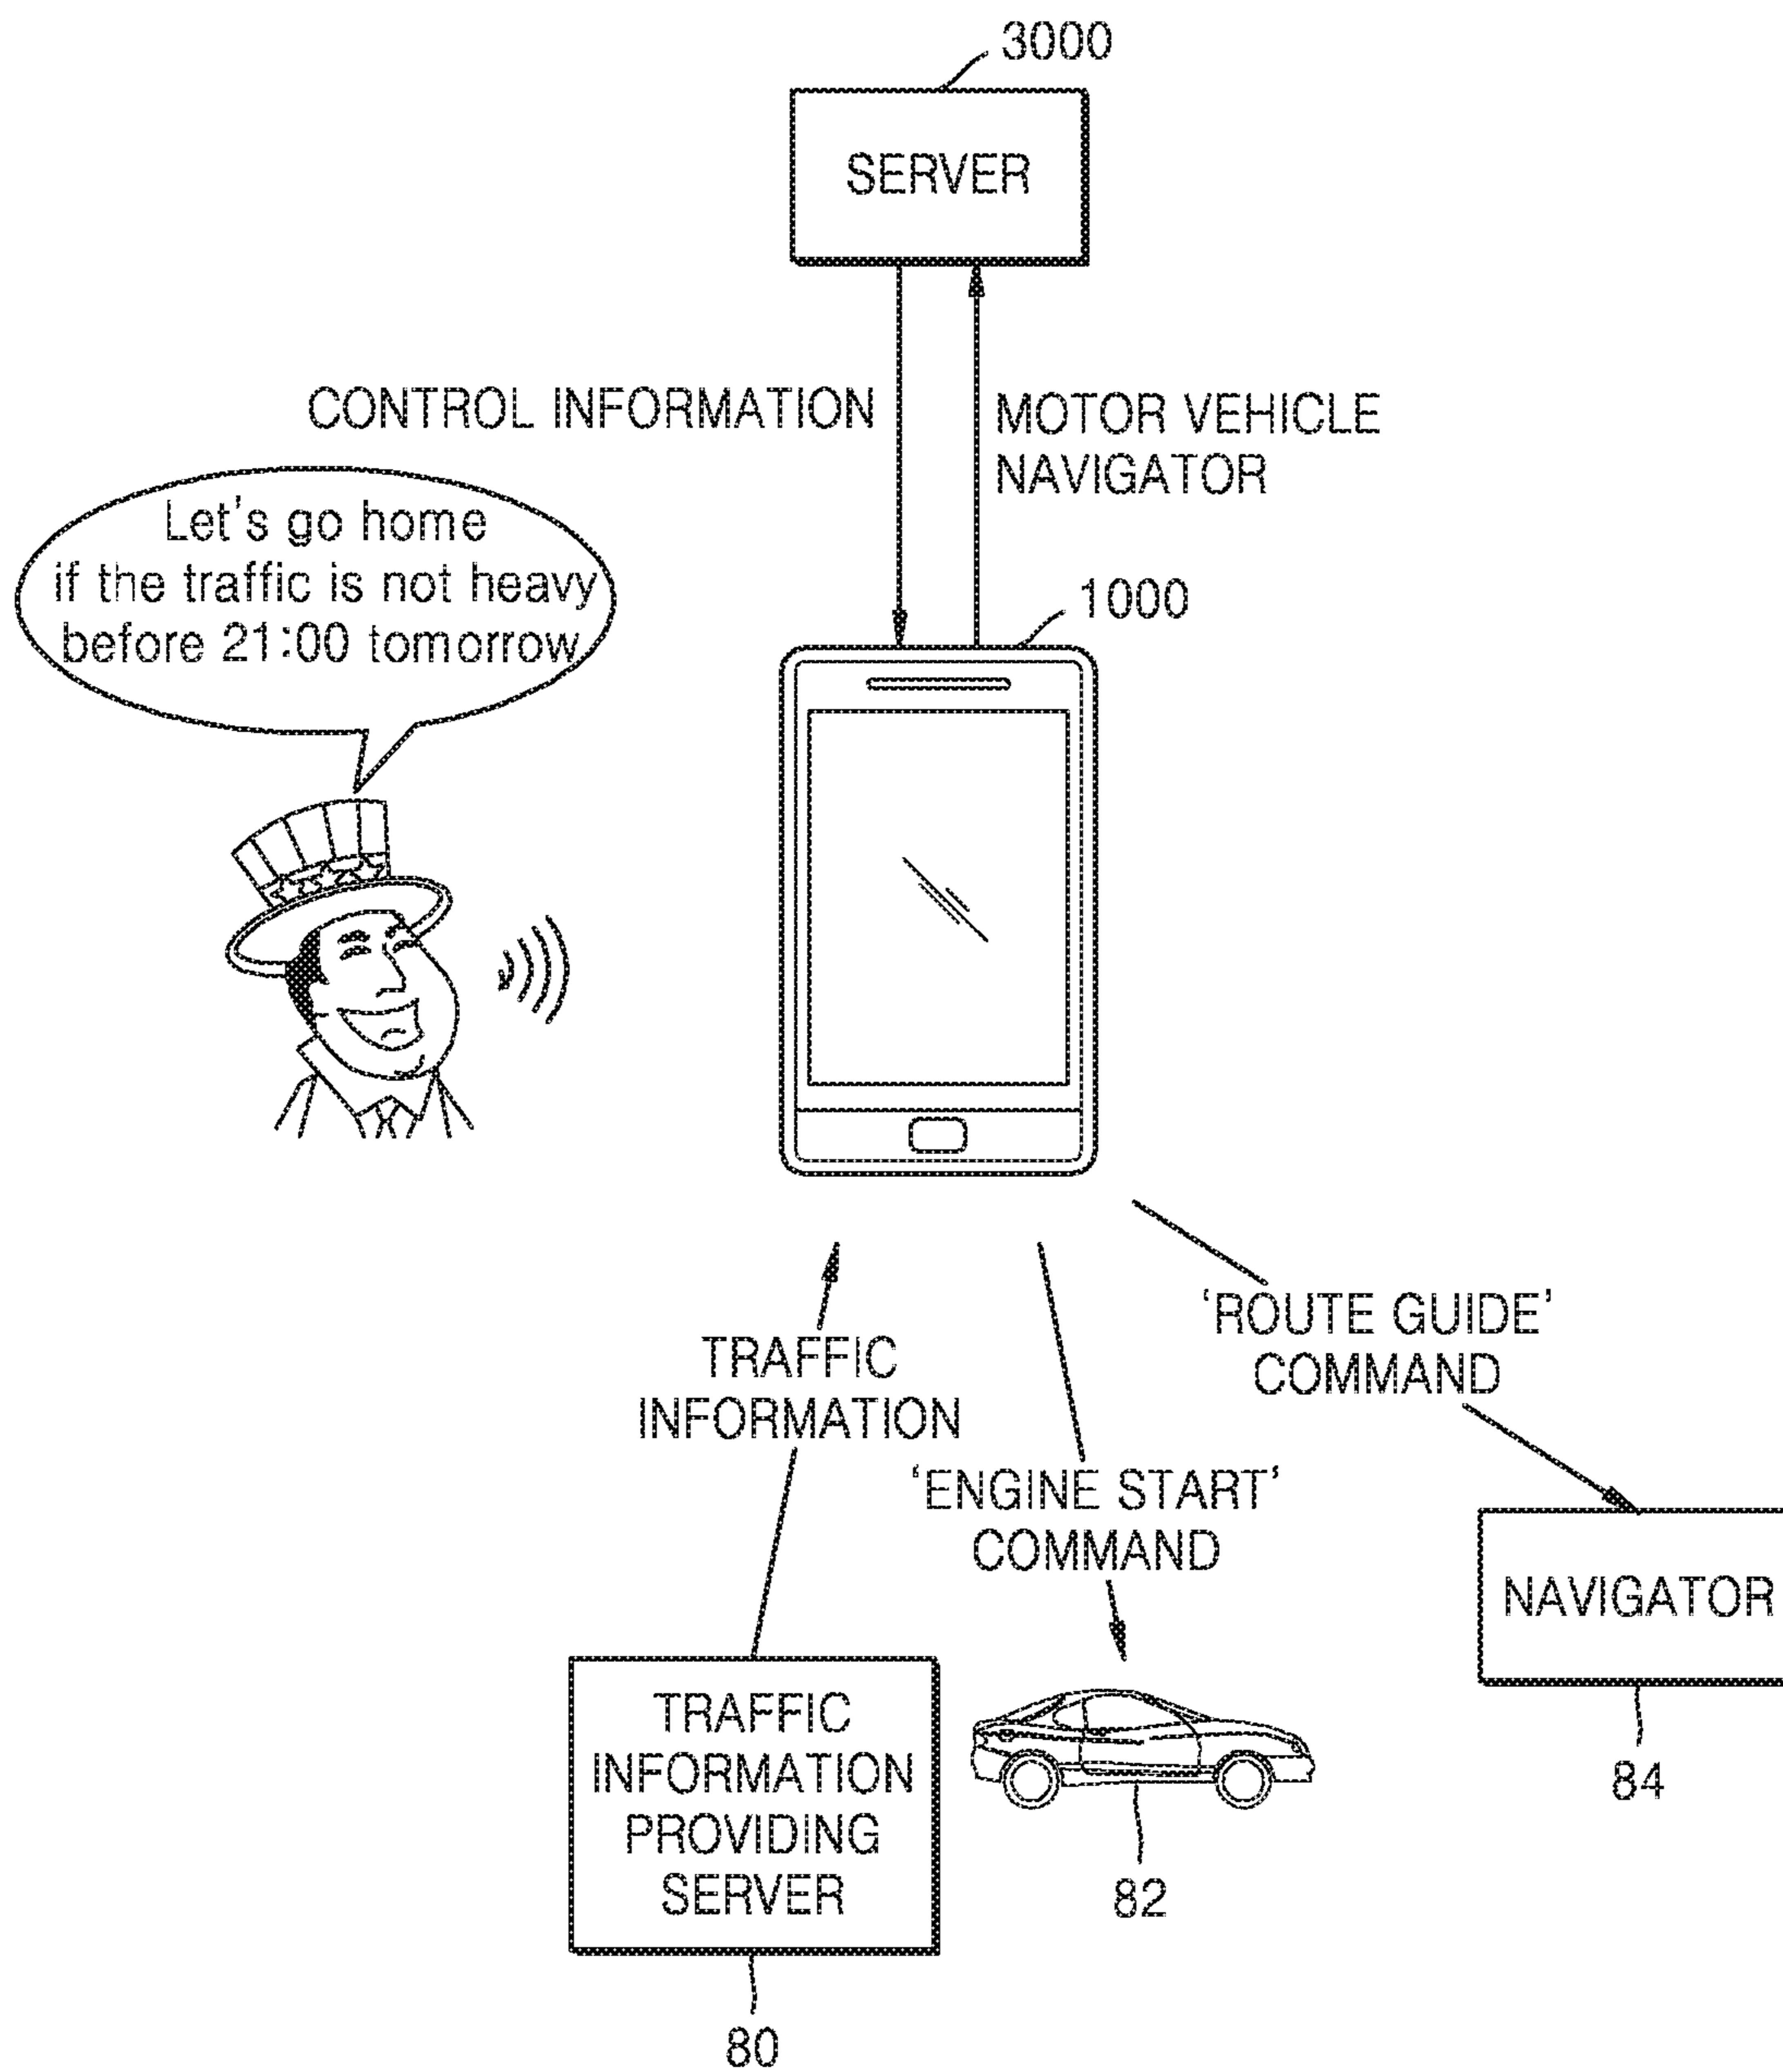 3000
SERVER
CONTROL INFORMATION
MOTOR VEHICLE
NAVIGATOR
Let's go home
if the traffic is not heavy
before 21:00 tomorrow
1000
'ROUTE GUIDE'
COMMAND
TRAFFIC
INFORMATION
'ENGINE START'
COMMAND
NAVIGATOR
84
TRAFFIC
INFORMATION
PROVIDING
SERVER
82
80